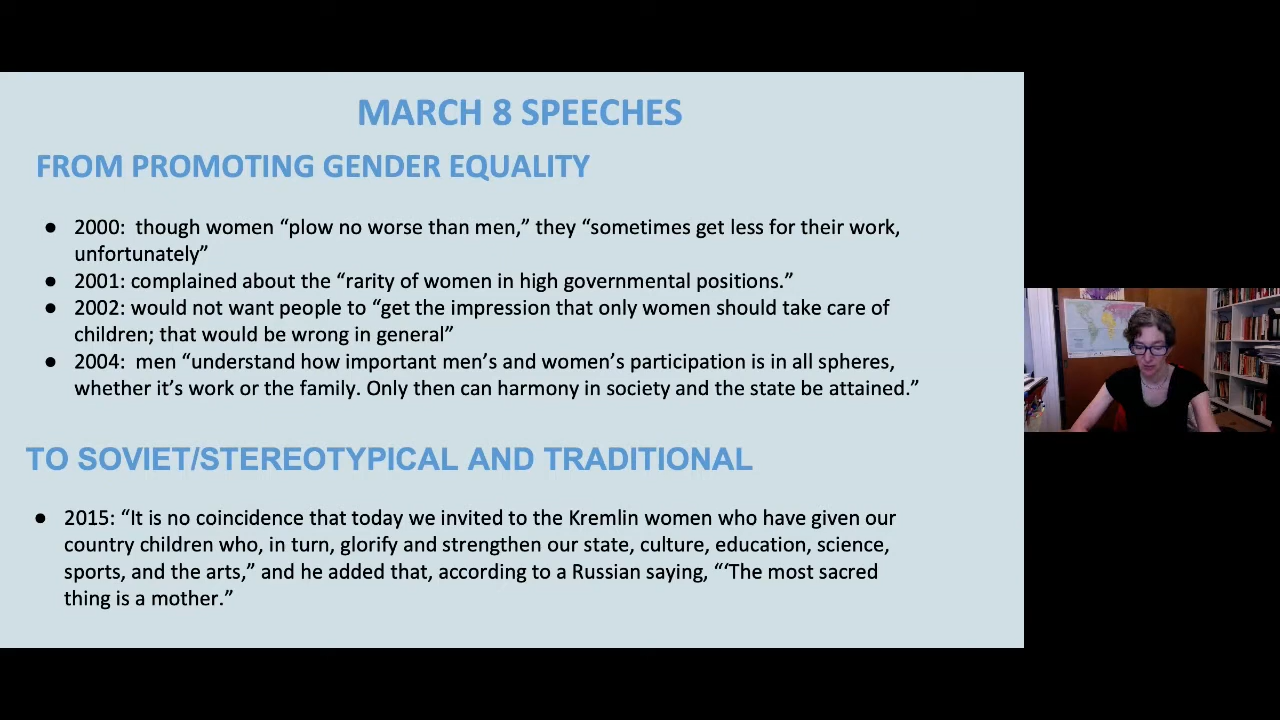 MARCH 8 SPEECHES
FROM PROMOTING GENDER EQUALITY
● 2000:  though women “plow no worse than men,” they “sometimes get less for their work,
unfortunately”
● 2001: complained about the “rarity of women in high governmental positions.”
● 2002: would not want people to “get the impression that only women should take care of
children; that would be wrong in general”
● 2004:  men “understand how important men’s and women’s participation is in all spheres,
whether it’s work or the family. Only then can harmony in society and the state be attained.”
TO SOVIET/STEREOTYPICAL AND TRADITIONAL
● 2015: “It is no coincidence that today we invited to the Kremlin women who have given our
country children who, in turn, glorify and strengthen our state, culture, education, science,
sports, and the arts,” and he added that, according to a Russian saying, “‘The most sacred
thing is a mother.”